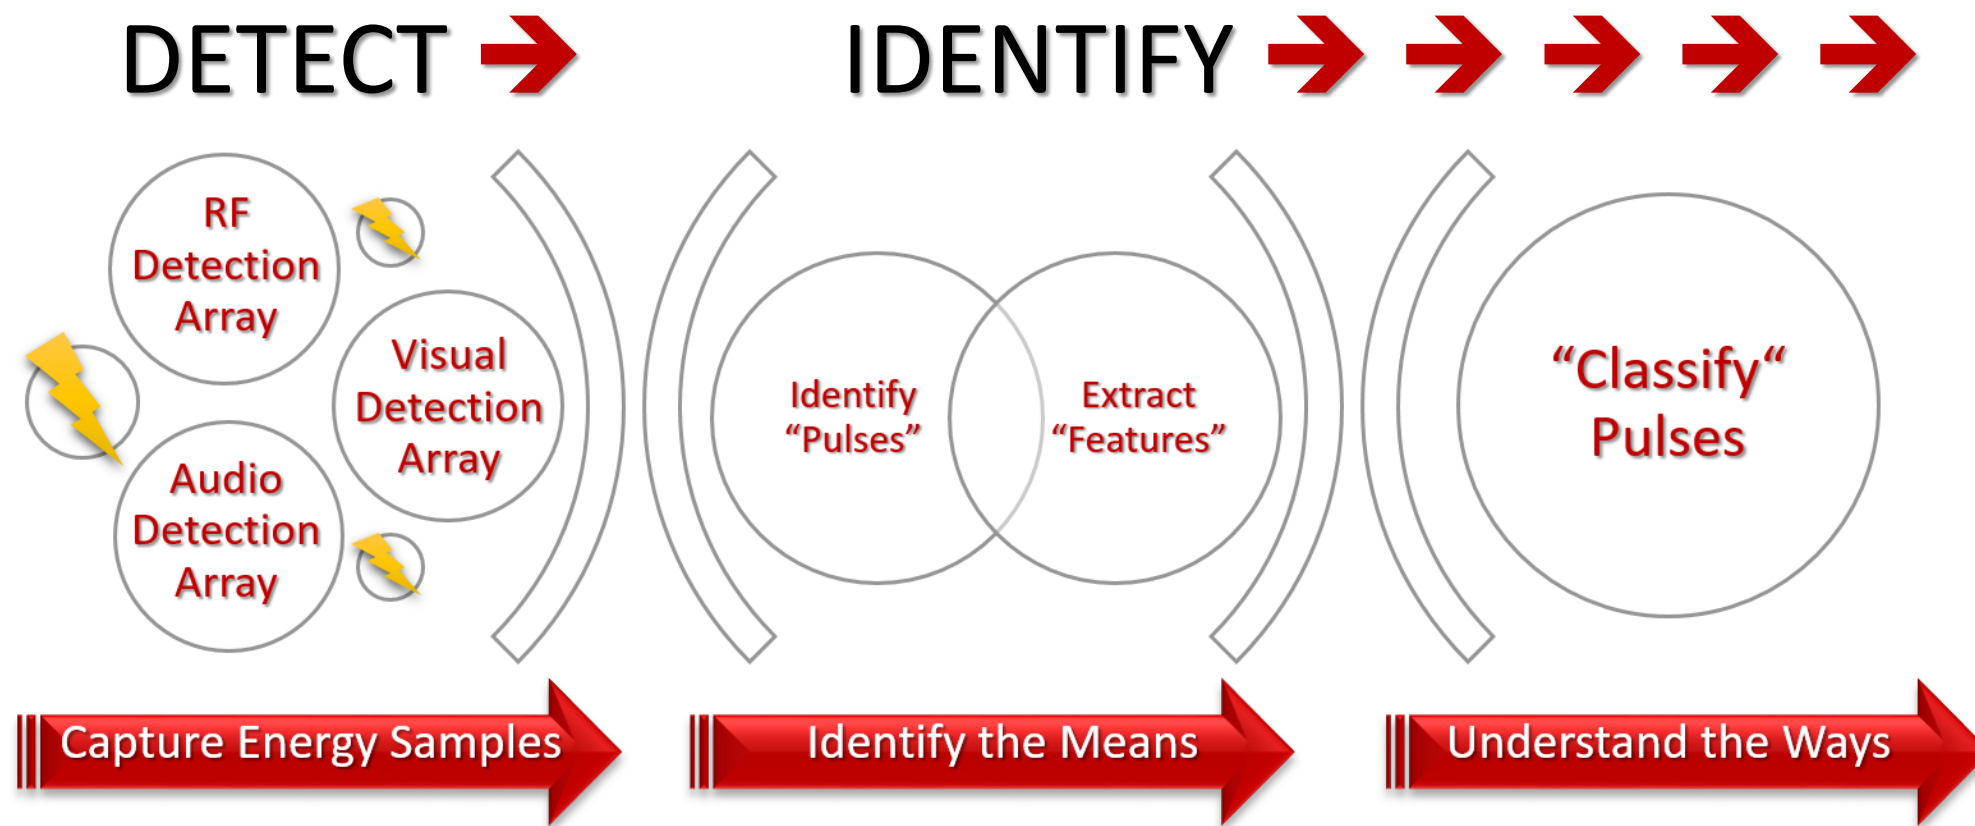 DETECT
IDENTIFY
RF
Detection
Array
Visual
Detection
Array
Audio
Detection
Array
Identify
“Pulses”
Extract
“Features”
“Classify“
Pulses
Capture Energy Samples
Identify the Means
Understand the Ways